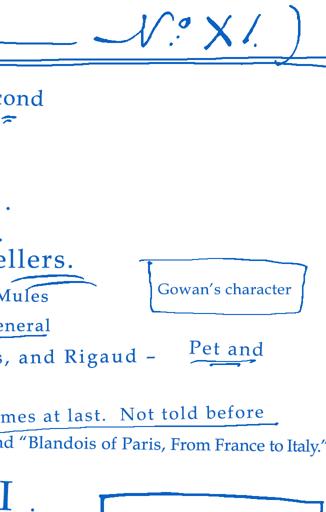 N.º XI.)
cond
ellers.
Mules
Gowan's character
eneral
s, and Rigaud – Pet and
mes at last. Not told before
nd "Blandois of Paris, From France to Italy."
I .